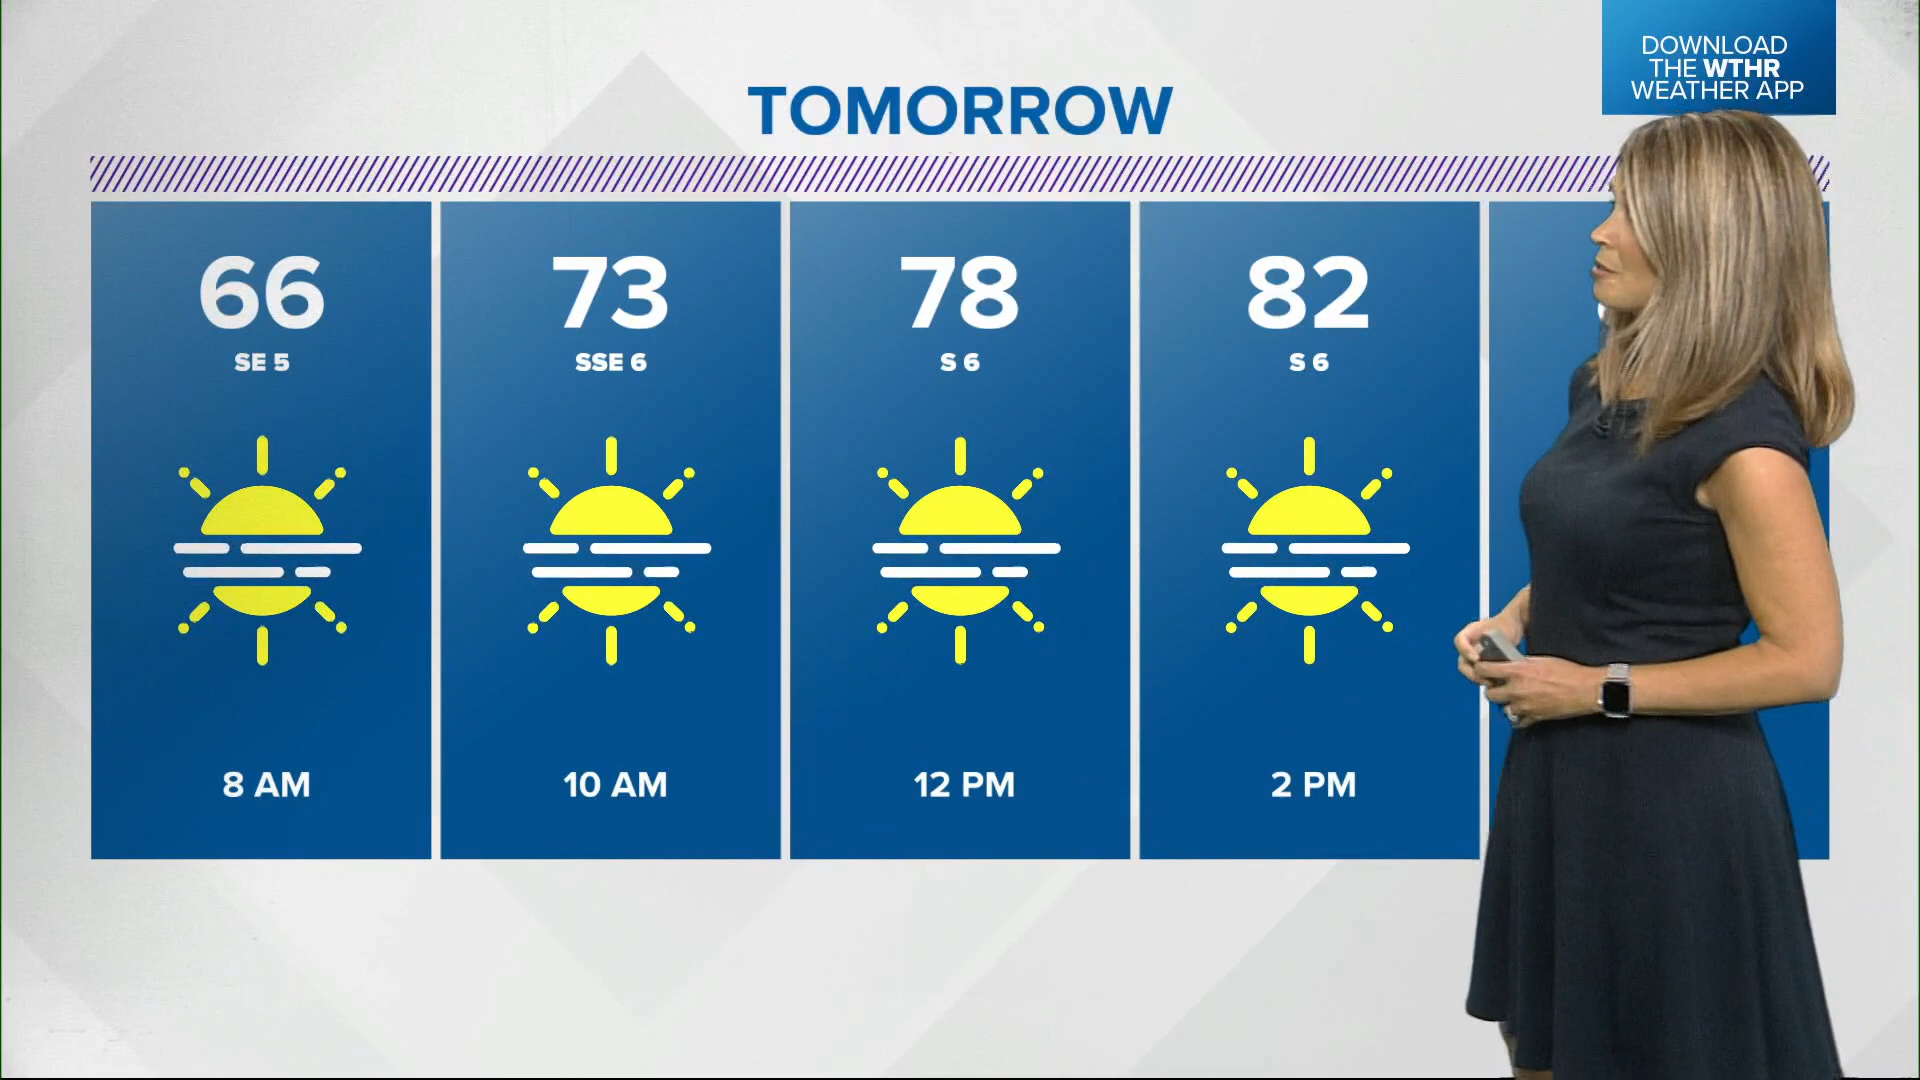 DOWNLOAD
THE WTHR
WEATHER APP
TOMORROW
66
SE 5
8 AM
73
SSE 6
10 AM
78
S 6
12 PM
82
S 6
2 PM